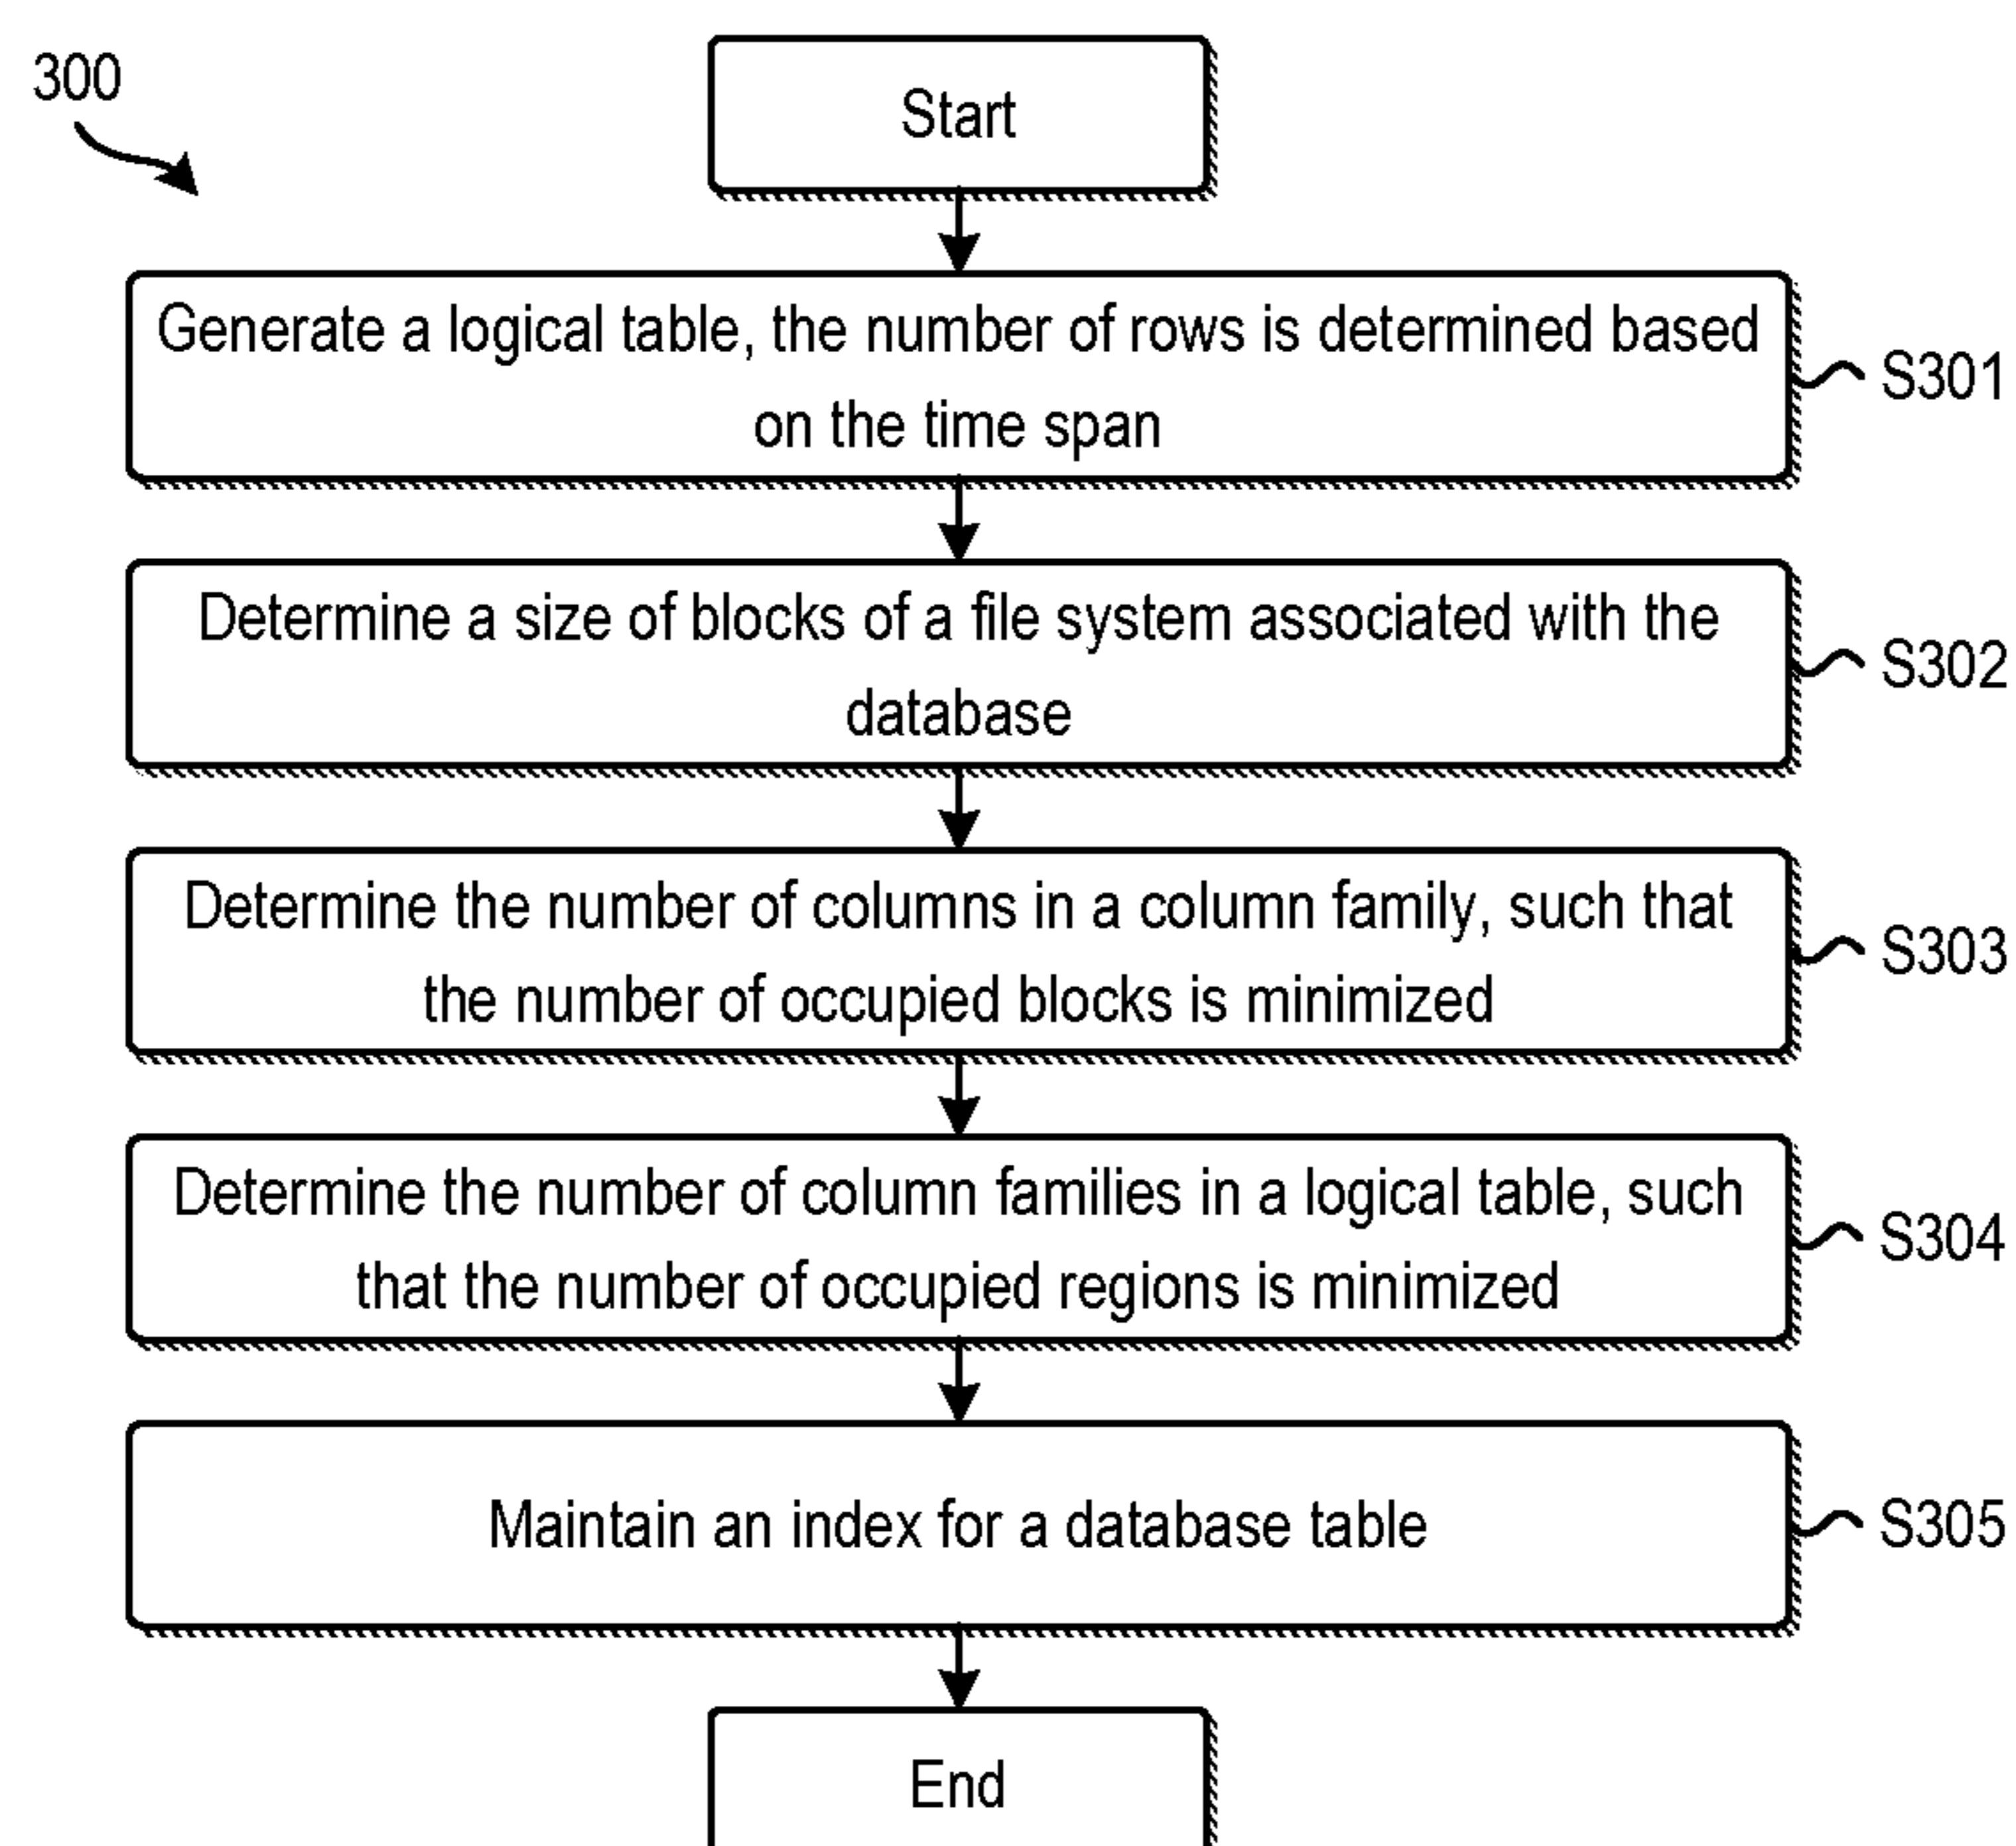 300
Start
Generate a logical table, the number of rows is determined based
on the time span
S301
Determine a size of blocks of a file system associated with the
database
S302
Determine the number of columns in a column family, such that
the number of occupied blocks is minimized
S303
Determine the number of column families in a logical table, such
that the number of occupied regions is minimized
S304
Maintain an index for a database table
S305
End